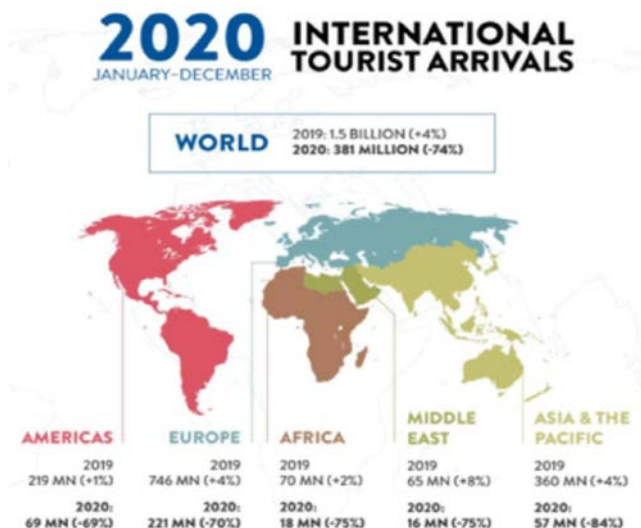 2020
JANUARY–DECEMBER
INTERNATIONAL
TOURIST ARRIVALS
WORLD
2019: 1.5 BILLION (+4%)
2020: 381 MILLION (-74%)
AMERICAS
2019
219 MN (+1%)
2020:
69 MN (-69%)
EUROPE
2019
746 MN (+4%)
2020:
221 MN (-70%)
AFRICA
2019
70 MN (+2%)
2020:
18 MN (-75%)
MIDDLE
EAST
2019
65 MN (+8%)
2020:
16 MN (-75%)
ASIA & THE
PACIFIC
2019
360 MN (+4%)
2020:
MN (-84%)